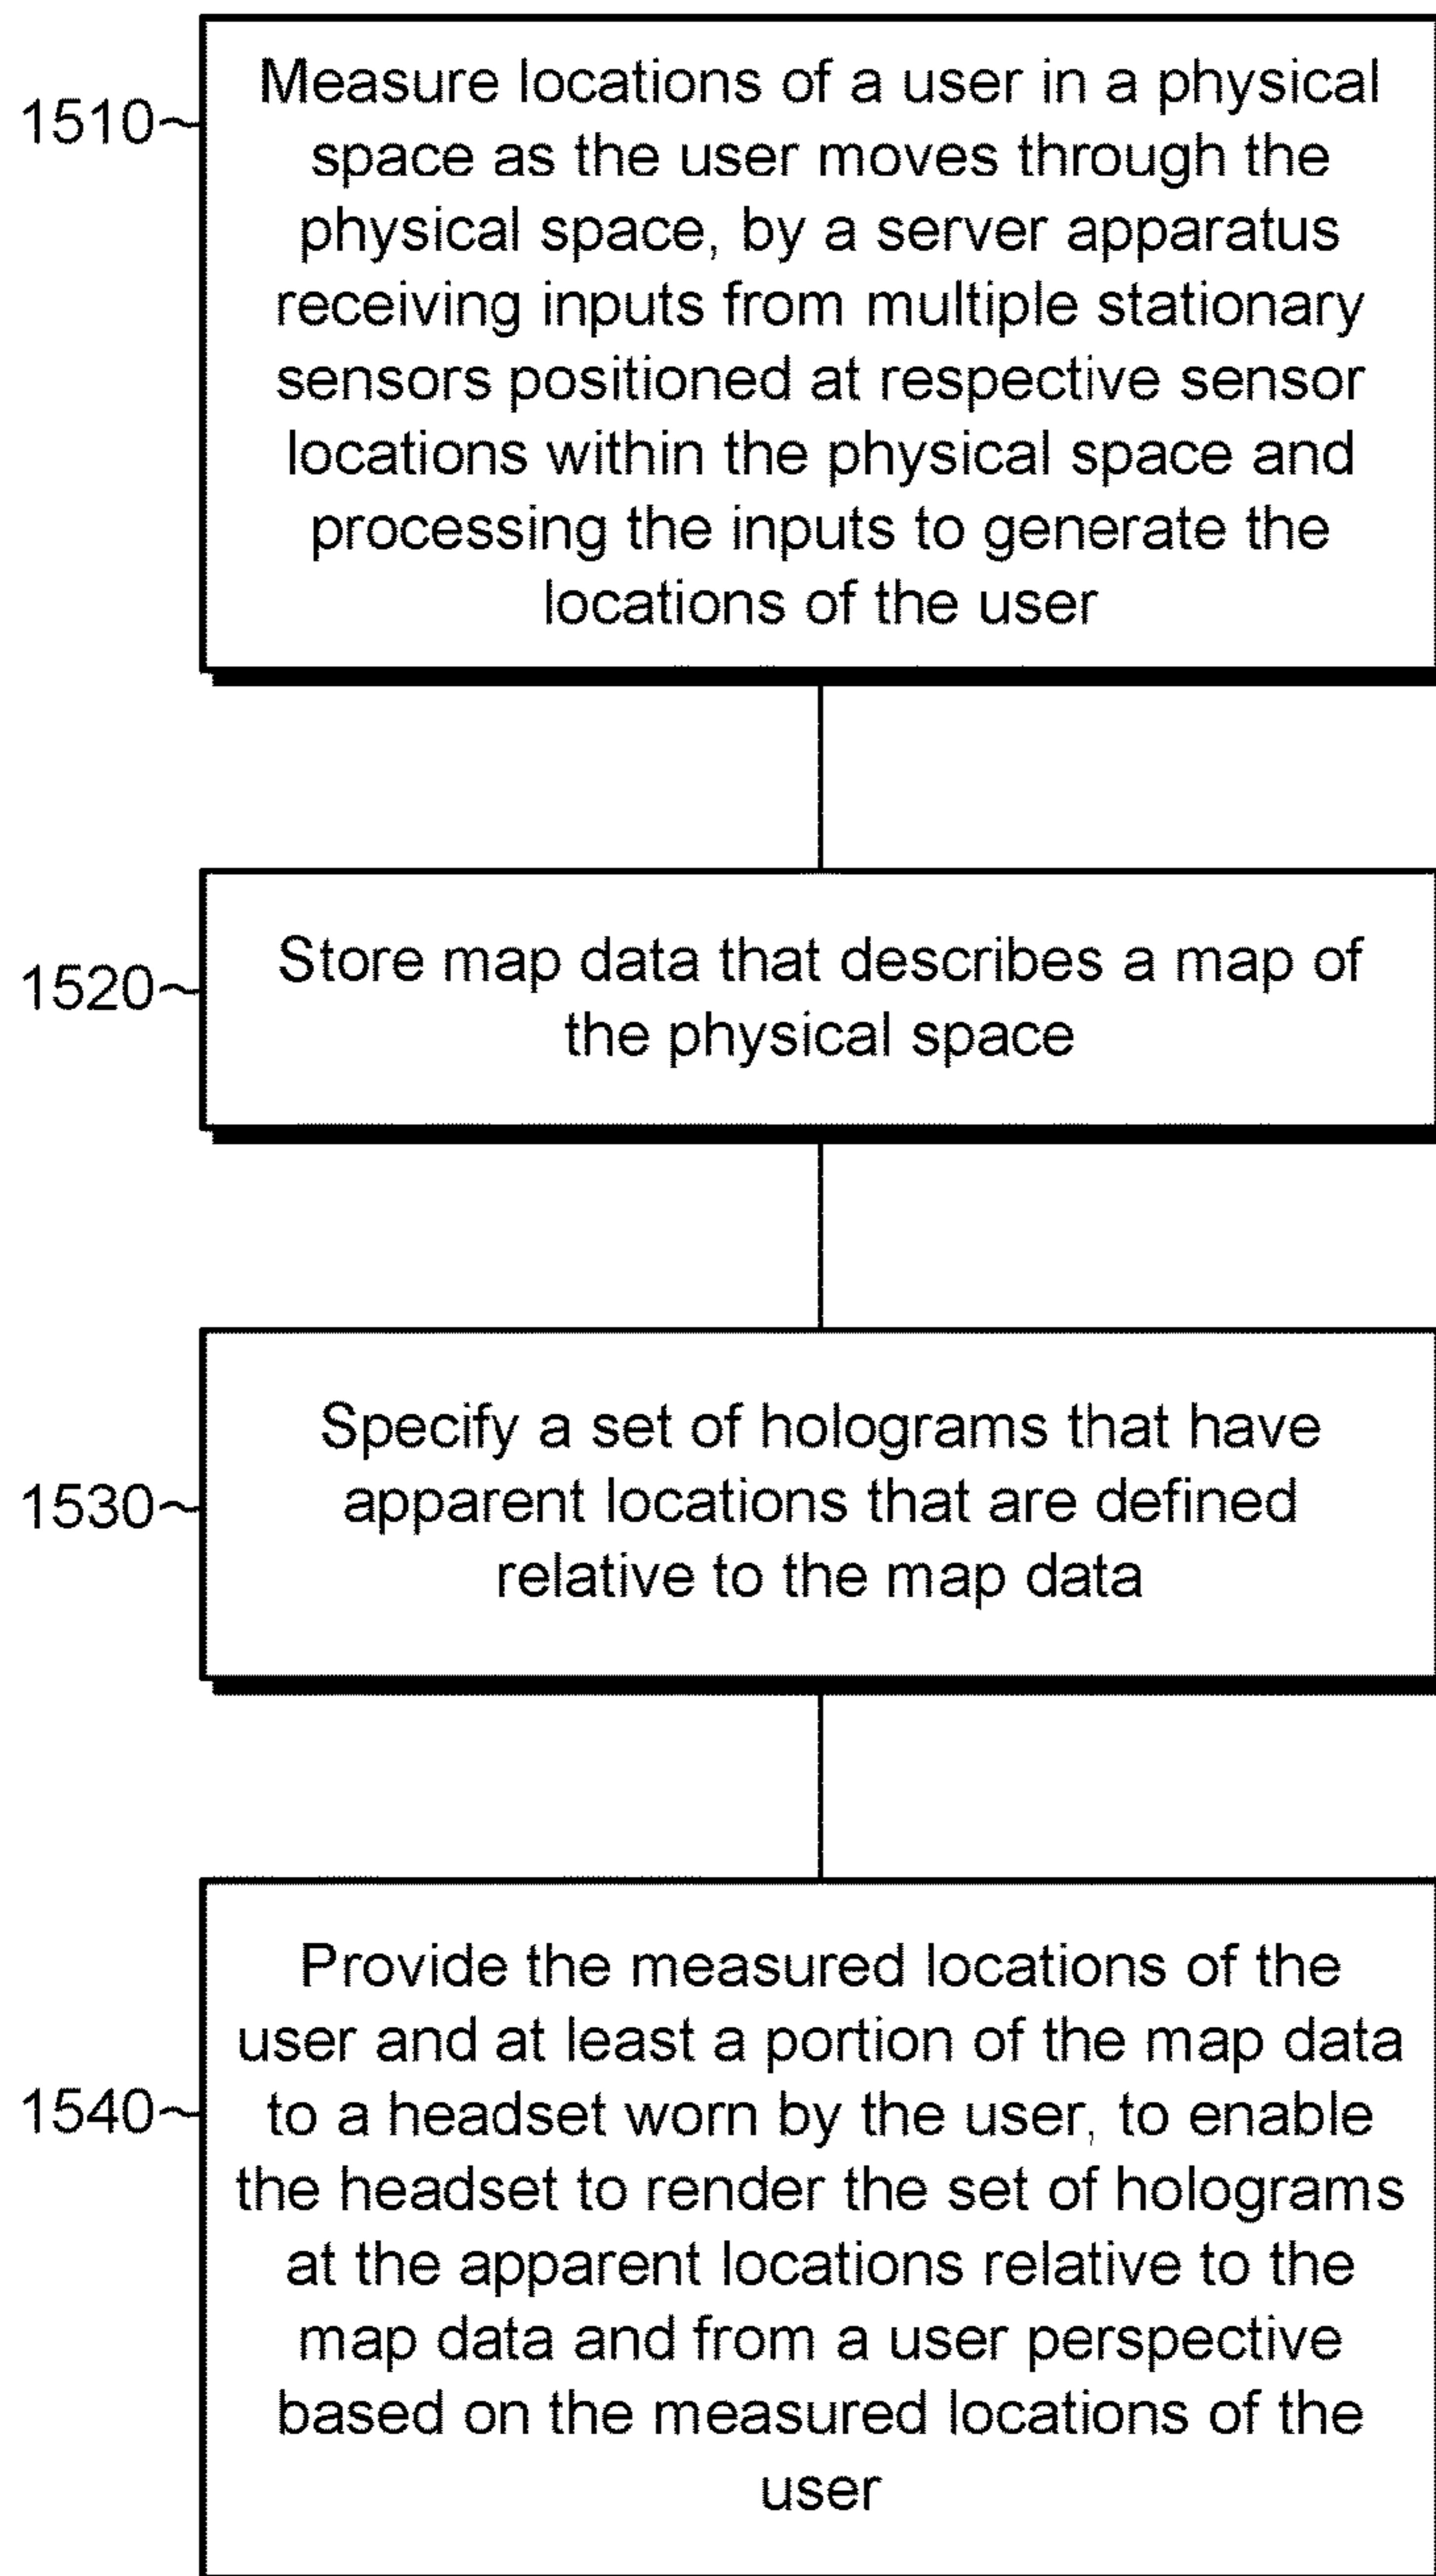 1510
Measure locations of a user in a physical
space as the user moves through the
physical space, by a server apparatus
receiving inputs from multiple stationary
sensors positioned at respective sensor
locations within the physical space and
processing the inputs to generate the
locations of the user
1520
Store map data that describes a map of
the physical space
1530
Specify a set of holograms that have
apparent locations that are defined
relative to the map data
1540
Provide the measured locations of the
user and at least a portion of the map data
to a headset worn by the user, to enable
the headset to render the set of holograms
at the apparent locations relative to the
map data and from a user perspective
based on the measured locations of the
user